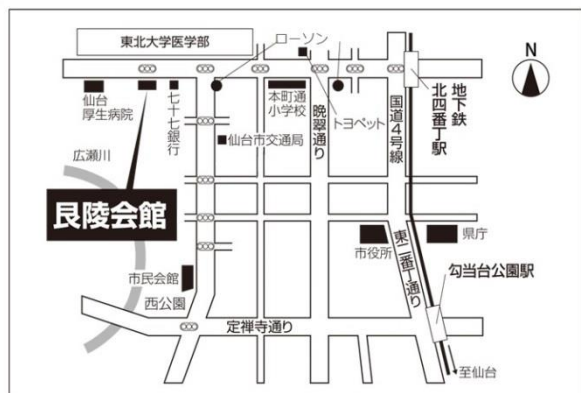 東北大学医学部
ローソン
N
仙台
厚生病院
七十七銀行
本町通
小学校
晩翠通り
トヨペット
国道4号線
地下鉄
北四番丁駅
仙台市交通局
広瀬川
艮陵会館
市役所
県庁
東二番丁通り
市民会館
西公園
勾当台公園駅
定禅寺通り
至仙台